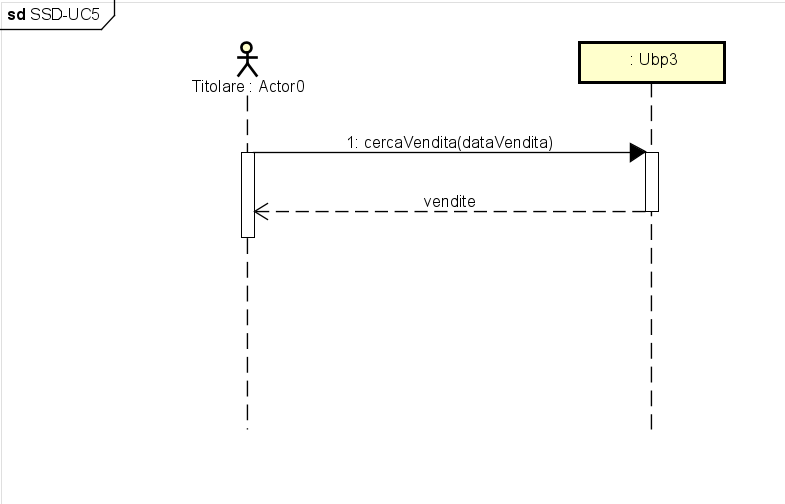 sd SSD-UC5
Titolare : Actor0
: Ubp3
1: cercaVendita(dataVendita)
vendite